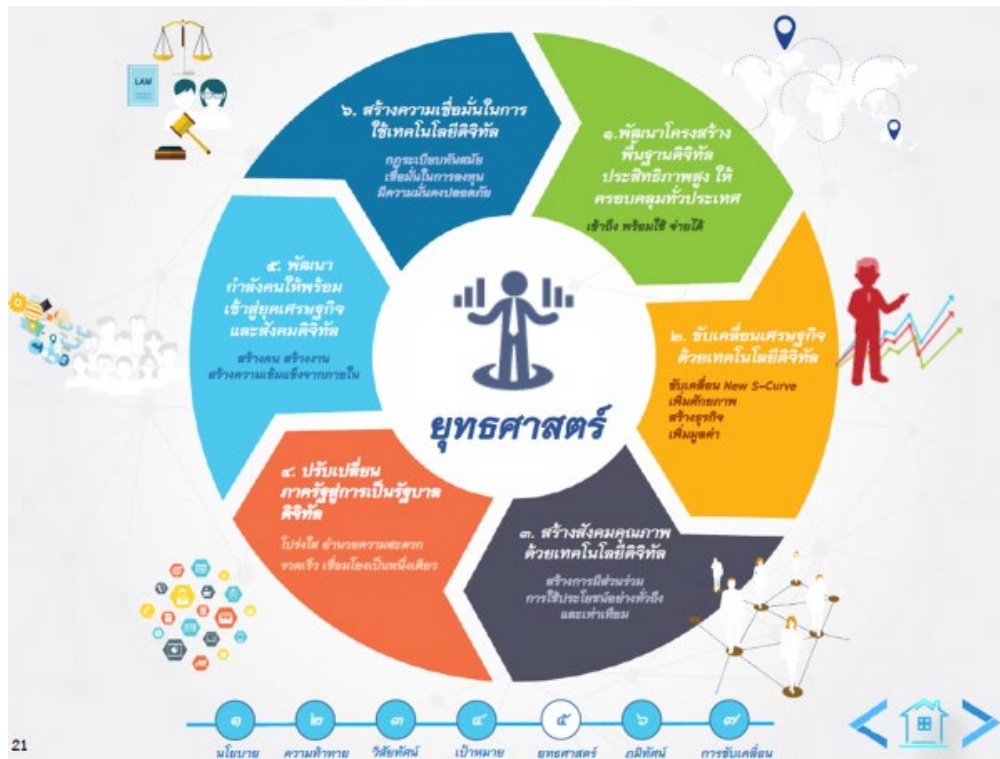 LAW
๖. สร้างความเชื่อมั่นในการ
ใช้เทคโนโลยีดิจิทัล
กฎระเบียบทันสมัย
เชื่อมั่นในการลงทุน
มีความมั่นคงปลอดภัย
๑.พัฒนาโครงสร้าง
พื้นฐานดิจิทัล
ประสิทธิภาพสูง ให้
ครอบคลุมทั่วประเทศ
เข้าถึง พร้อมใช้ จ่ายได้
๒. ขับเคลื่อนเศรษฐกิจ
ด้วยเทคโนโลยีดิจิทัล
ขับเคลื่อน New S-Curve
เพิ่มศักยภาพ
สร้างธุรกิจ
เพิ่มมูลค่า
๓. สร้างสังคมคุณภาพ
ด้วยเทคโนโลยีดิจิทัล
สร้างการมีส่วนร่วม
การใช้ประโยชน์อย่างทั่วถึง
และเท่าเทียม
๔. ปรับเปลี่ยน
ภาครัฐสู่การเป็นรัฐบาล
ดิจิทัล
โปร่งใส อำนวยความสะดวก
รวดเร็ว เชื่อมโยงเป็นหนึ่งเดียว
๕. พัฒนา
กำลังคนให้พร้อม
เข้าสู่ยุคเศรษฐกิจ
และสังคมดิจิทัล
สร้างคน สร้างงาน
สร้างความเข้มแข็งจากภายใน
ยุทธศาสตร์
๑ ๒ ๓ ๔ ๕ ๖ ๗
นโยบาย ความท้าทาย วิสัยทัศน์ เป้าหมาย ยุทธศาสตร์ ภูมิทัศน์ การขับเคลื่อน
21